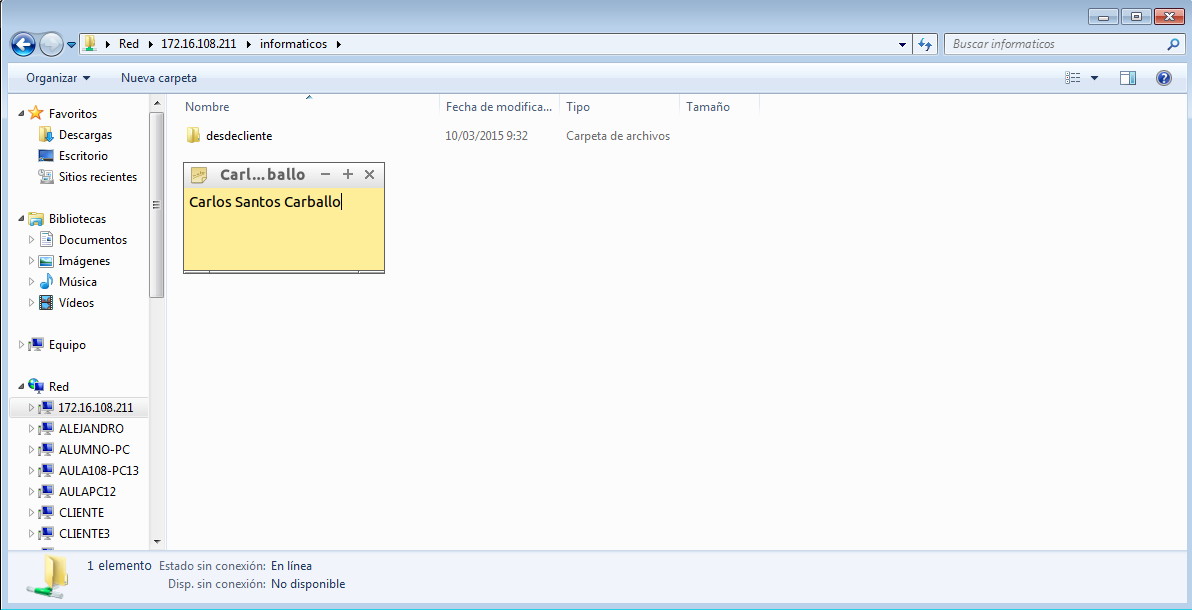 Red ▸ 172.16.108.211 ▸ informaticos ▸
Buscar informaticos
Organizar
Nueva carpeta
Favoritos
Descargas
Escritorio
Sitios recientes
Bibliotecas
Documentos
Imágenes
Música
Vídeos
Equipo
Red
172.16.108.211
ALEJANDRO
ALUMNO-PC
AULA108-PC13
AULAPC12
CLIENTE
CLIENTE3
Nombre Fecha de modifica... Tipo Tamaño
desdecliente 10/03/2015 9:32 Carpeta de archivos
Carl...ballo
Carlos Santos Carballo
1 elemento Estado sin conexión: En línea
Disp. sin conexión: No disponible